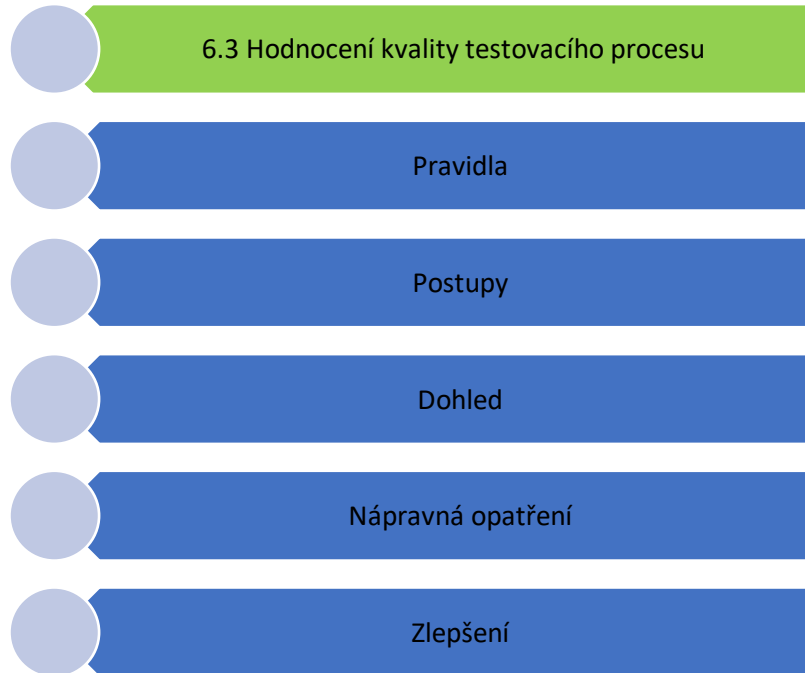 6.3 Hodnocení kvality testovacího procesu
Pravidla
Postupy
Dohled
Nápravná opatření
Zlepšení